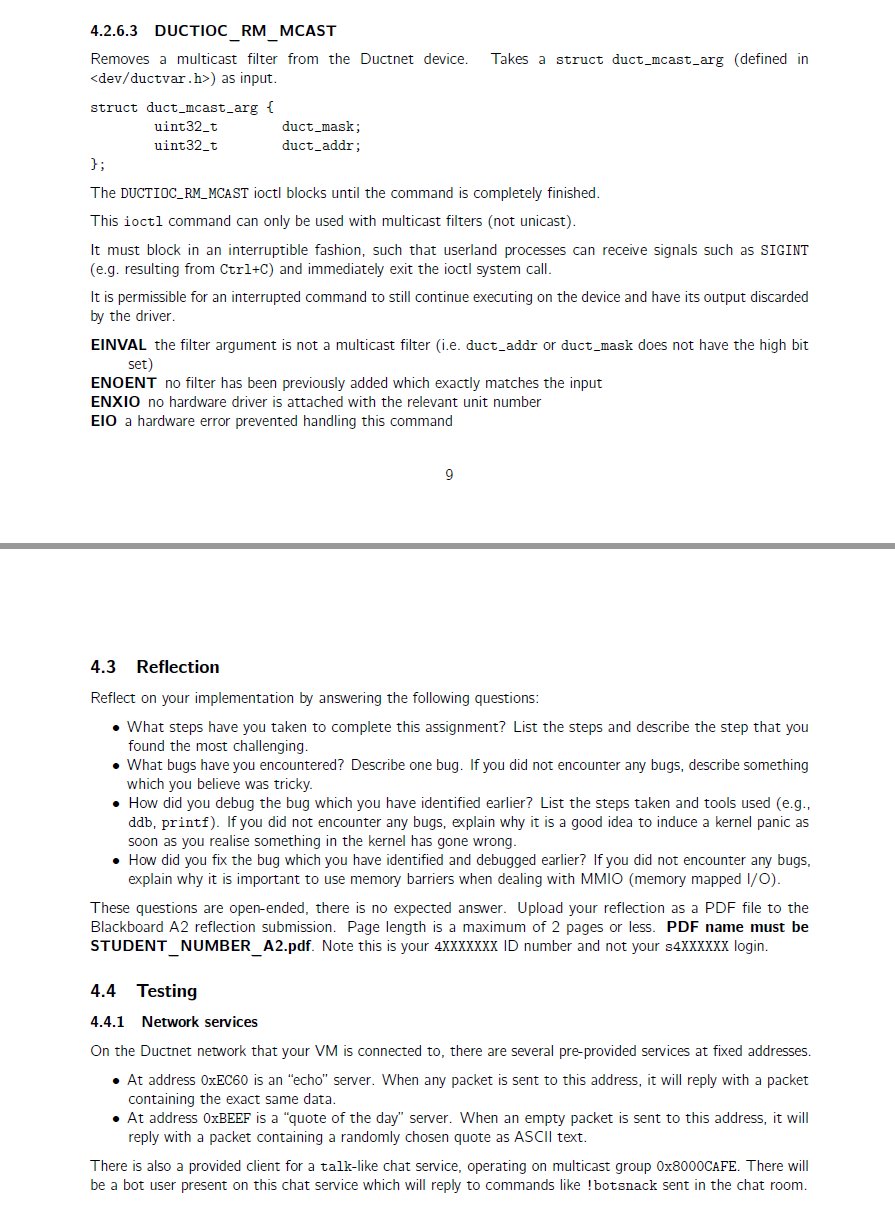 4.2.6.3 DUCTIOC_RM_MCAST
Removes a multicast filter from the Ductnet device. Takes a struct duct_mcast_arg (defined in
<dev/ductvar.h>) as input.
struct duct_mcast_arg {
uint32_t duct_mask;
uint32_t duct_addr;
};
The DUCTIOC_RM_MCAST ioctl blocks until the command is completely finished.
This ioctl command can only be used with multicast filters (not unicast).
It must block in an interruptible fashion, such that userland processes can receive signals such as SIGINT
(e.g. resulting from Ctrl+C) and immediately exit the ioctl system call.
It is permissible for an interrupted command to still continue executing on the device and have its output discarded
by the driver.
EINVAL the filter argument is not a multicast filter (i.e. duct_addr or duct_mask does not have the high bit
set)
ENOENT no filter has been previously added which exactly matches the input
ENXIO no hardware driver is attached with the relevant unit number
EIO a hardware error prevented handling this command
9
4.3 Reflection
Reflect on your implementation by answering the following questions:
• What steps have you taken to complete this assignment? List the steps and describe the step that you
found the most challenging.
• What bugs have you encountered? Describe one bug. If you did not encounter any bugs, describe something
which you believe was tricky.
• How did you debug the bug which you have identified earlier? List the steps taken and tools used (e.g.,
ddb, printf). If you did not encounter any bugs, explain why it is a good idea to induce a kernel panic as
soon as you realise something in the kernel has gone wrong.
• How did you fix the bug which you have identified and debugged earlier? If you did not encounter any bugs,
explain why it is important to use memory barriers when dealing with MMIO (memory mapped I/O).
These questions are open-ended, there is no expected answer. Upload your reflection as a PDF file to the
Blackboard A2 reflection submission. Page length is a maximum of 2 pages or less. PDF name must be
STUDENT_NUMBER_A2.pdf. Note this is your 4XXXXXXX ID number and not your s4XXXXXX login.
4.4 Testing
4.4.1 Network services
On the Ductnet network that your VM is connected to, there are several pre-provided services at fixed addresses.
• At address 0xEC60 is an “echo” server. When any packet is sent to this address, it will reply with a packet
containing the exact same data.
• At address 0xBEEF is a “quote of the day” server. When an empty packet is sent to this address, it will
reply with a packet containing a randomly chosen quote as ASCII text.
There is also a provided client for a talk-like chat service, operating on multicast group 0x8000CAFE. There will
be a bot user present on this chat service which will reply to commands like !botsnack sent in the chat room.